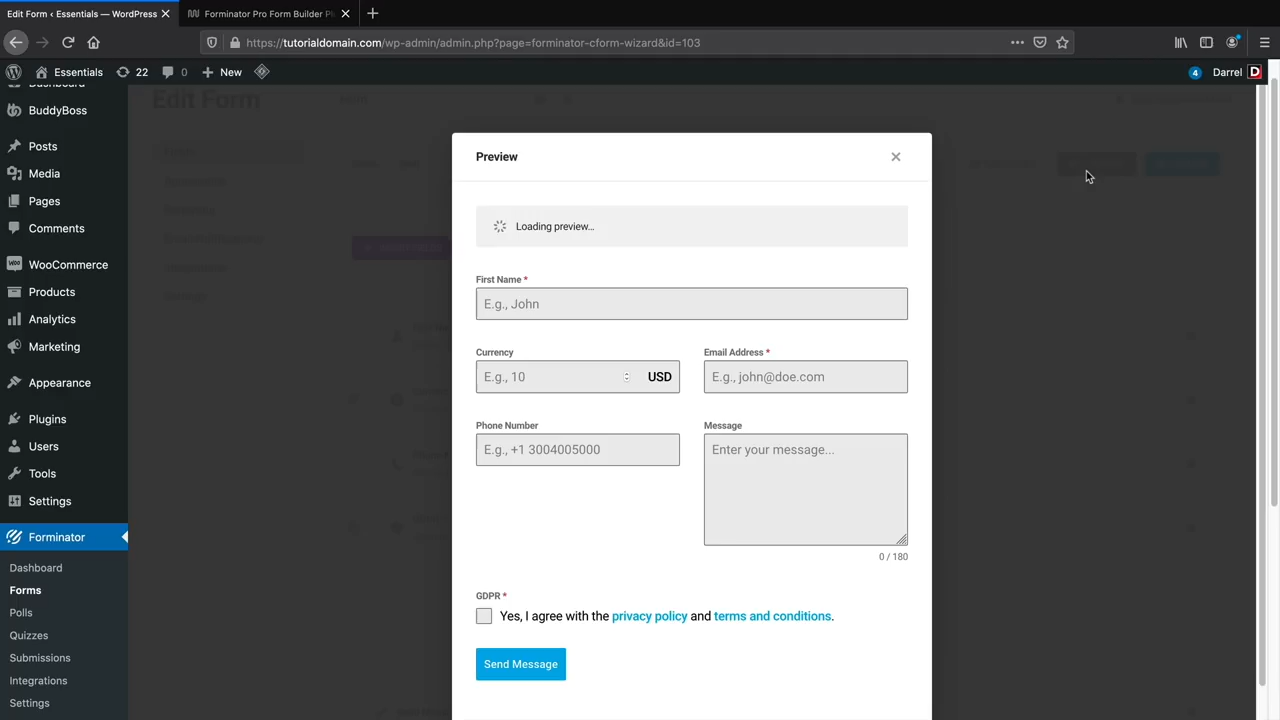 Edit Form ‹ Essentials — WordPress
Forminator Pro Form Builder Pl
https://tutorialdomain.com/wp-admin/admin.php?page=forminator-cform-wizard&id=103
Essentials
22
0
New
4
Darrel
D
Dashboard
Edit Form
BuddyBoss
Posts
Media
Pages
Comments
WooCommerce
Products
Analytics
Marketing
Appearance
Plugins
Users
Tools
Settings
Forminator
Dashboard
Forms
Polls
Quizzes
Submissions
Integrations
Settings
Preview
Loading preview...
First Name *
E.g., John
Currency
E.g., 10
USD
Email Address *
E.g., john@doe.com
Phone Number
E.g., +1 3004005000
Message
Enter your message...
0 / 180
GDPR *
Yes, I agree with the privacy policy and terms and conditions.
Send Message